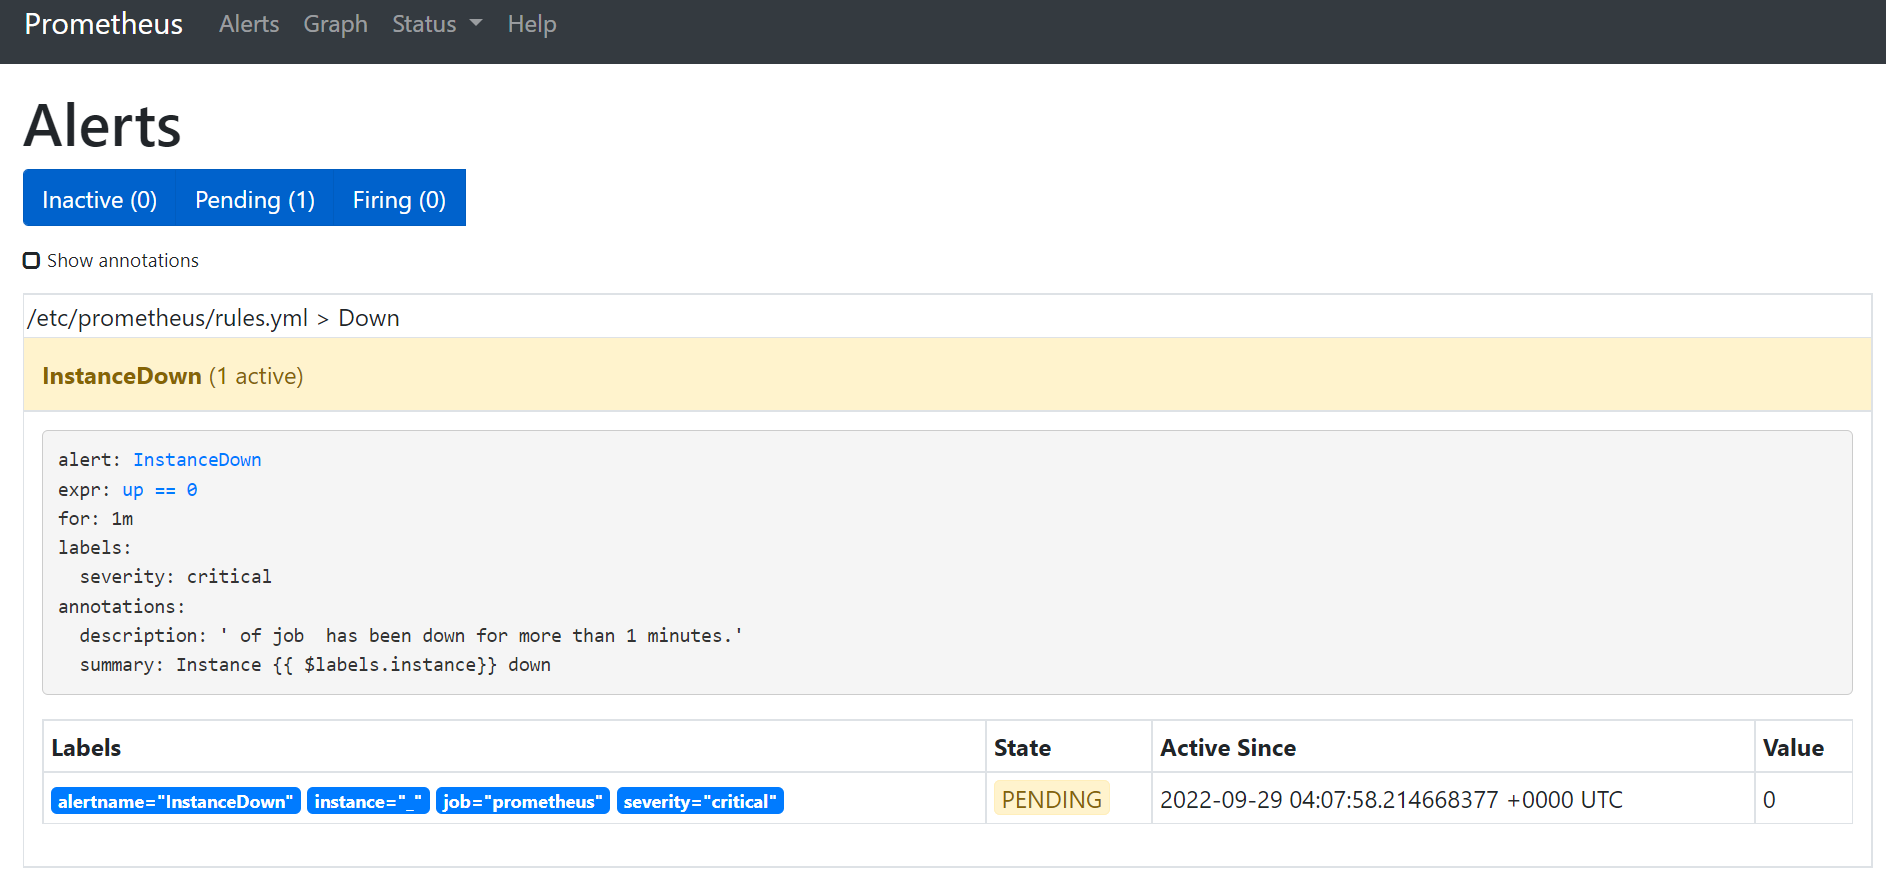 Prometheus Alerts Graph Status Help
Alerts
Inactive (0) Pending (1) Firing (0)
Show annotations
/etc/prometheus/rules.yml > Down
InstanceDown (1 active)
alert: InstanceDown
expr: up == 0
for: 1m
labels:
  severity: critical
annotations:
  description: ' of job  has been down for more than 1 minutes.'
  summary: Instance {{ $labels.instance}} down
Labels State Active Since Value
alertname="InstanceDown" instance="_" job="prometheus" severity="critical" PENDING 2022-09-29 04:07:58.214668377 +0000 UTC 0